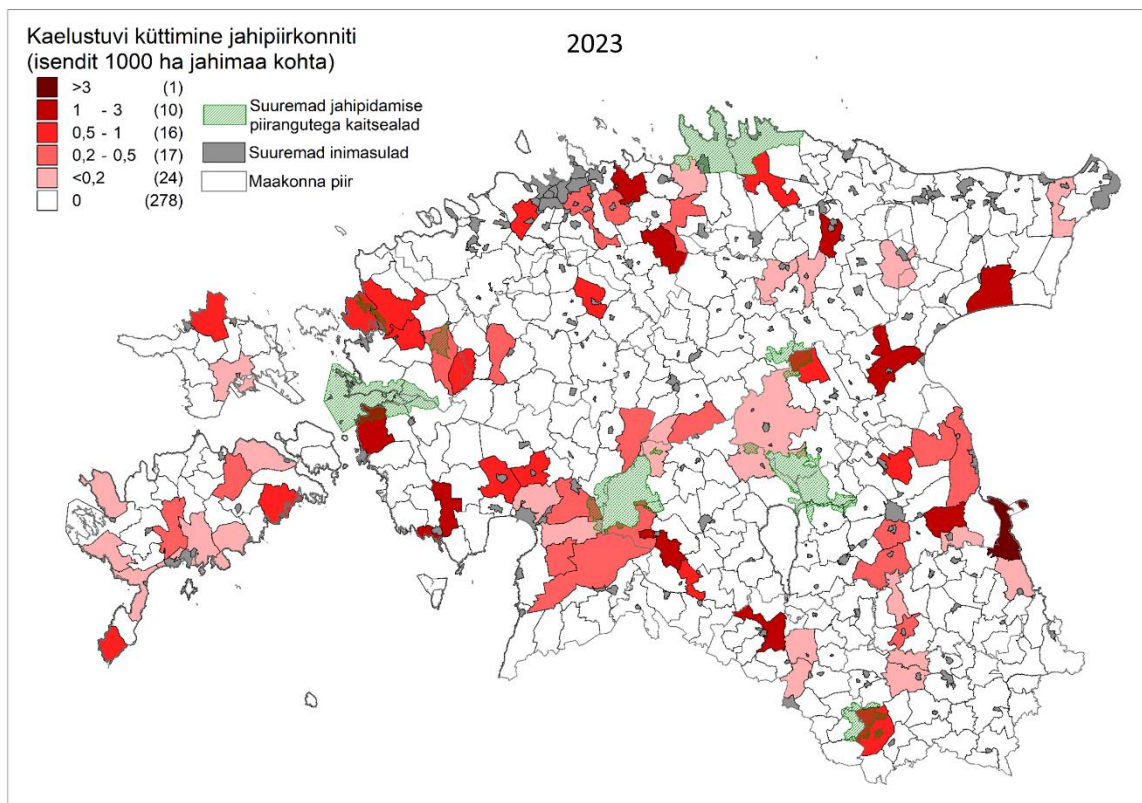 Kaelustuvi küttimine jahipiirkonniti
(isendit 1000 ha jahimaa kohta)
2023
>3 (1)
1 - 3 (10)
0,5 - 1 (16)
0,2 - 0,5 (17)
<0,2 (24)
0 (278)
Suuremad jahipidamise
piirangutega kaitsealad
Suuremad inimasulad
Maakonna piir